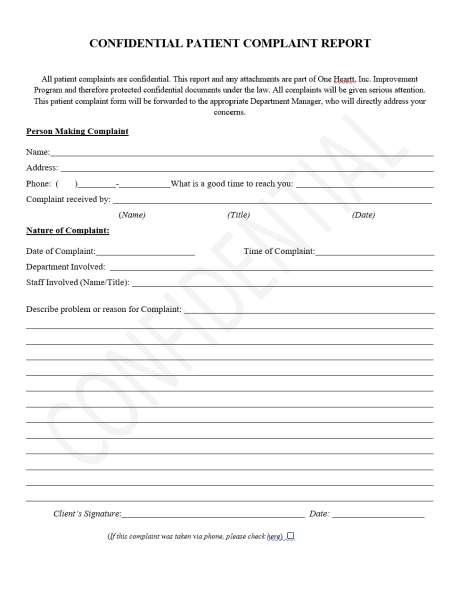 CONFIDENTIAL PATIENT COMPLAINT REPORT
All patient complaints are confidential. This report and any attachments are part of One Heartt, Inc. Improvement
Program and therefore protected confidential documents under the law. All complaints will be given serious attention.
This patient complaint form will be forwarded to the appropriate Department Manager, who will directly address your
concerns.
Person Making Complaint
Name:
Address:
Phone: ( ) - What is a good time to reach you:
Complaint received by:
(Name) (Title) (Date)
Nature of Complaint:
Date of Complaint: Time of Complaint:
Department Involved:
Staff Involved (Name/Title):
Describe problem or reason for Complaint:
Client's Signature: Date:
(If this complaint was taken via phone, please check here)
CONFIDENTIAL